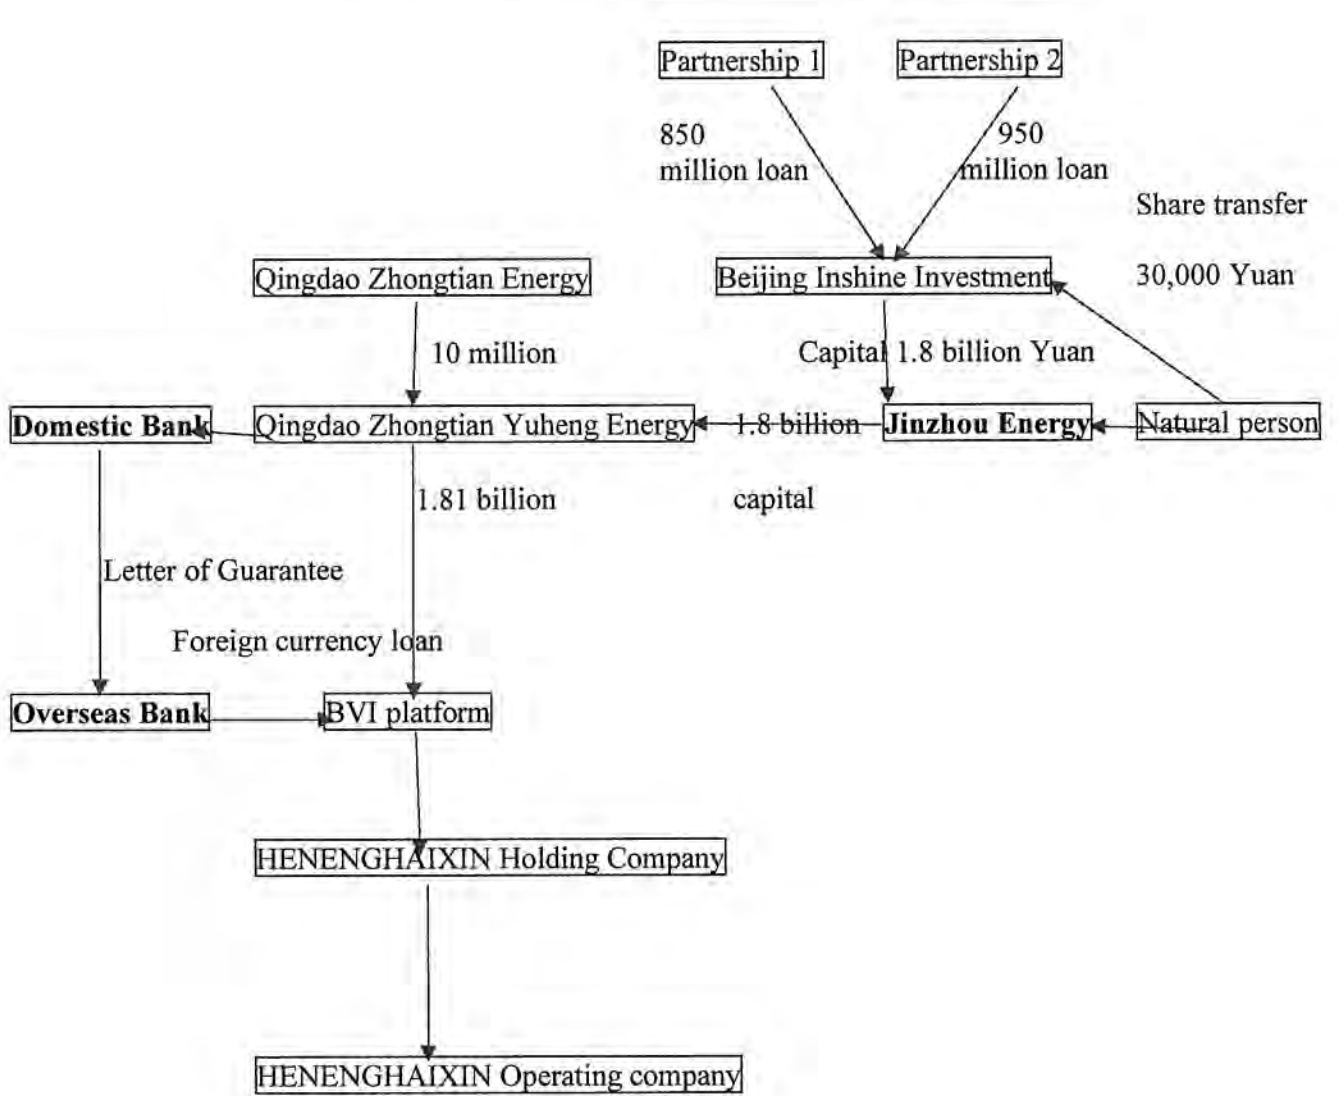 Partnership 1
Partnership 2
850
million loan
950
million loan
Share transfer
30,000 Yuan
Qingdao Zhongtian Energy
Beijing Inshine Investment
10 million
Capital 1.8 billion Yuan
Domestic Bank
Qingdao Zhongtian Yuheng Energy
1.8 billion
capital
Jinzhou Energy
Natural person
1.81 billion
Letter of Guarantee
Foreign currency loan
Overseas Bank
BVI platform
HENENGHAIXIN Holding Company
HENENGHAIXIN Operating company